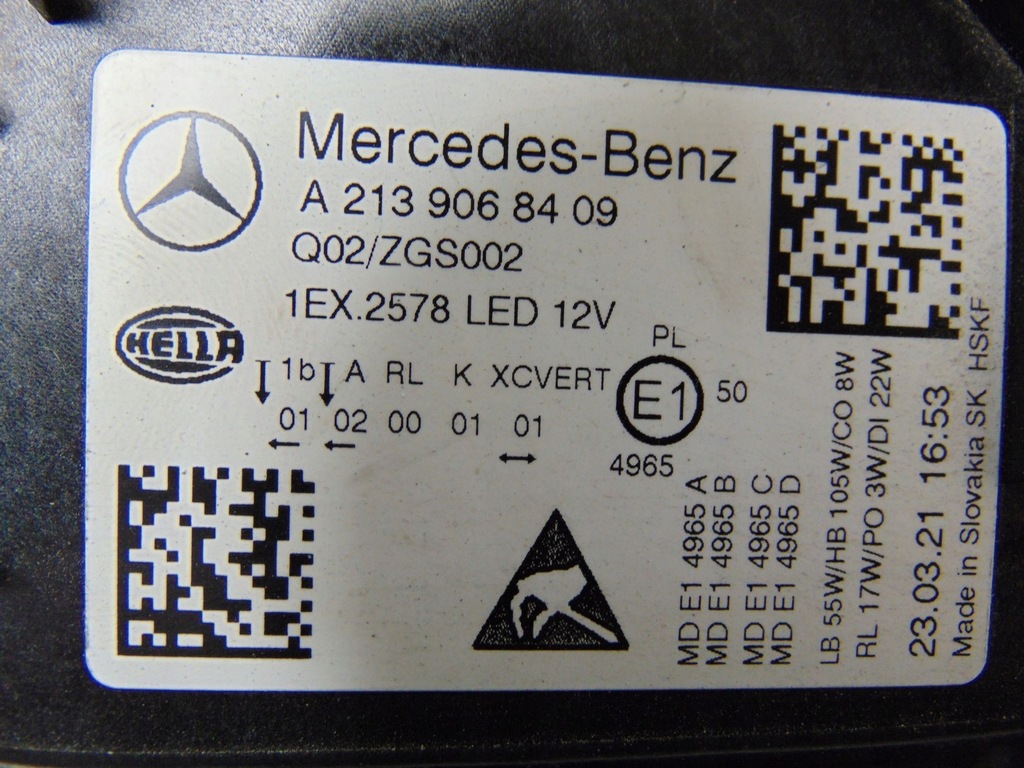 Mercedes-Benz
A 213 906 84 09
Q02/ZGS002
1EX.2578 LED 12V
HELLA
1b A RL K XCVERT
01 02 00 01 01
PL
E1 50
4965
MD E1 4965 A
MD E1 4965 B
MD E1 4965 C
MD E1 4965 D
LB 55W/HB 105W/CO 8W
RL 17W/PO 3W/DI 22W
23.03.21 16:53
Made in Slovakia SK HSKF